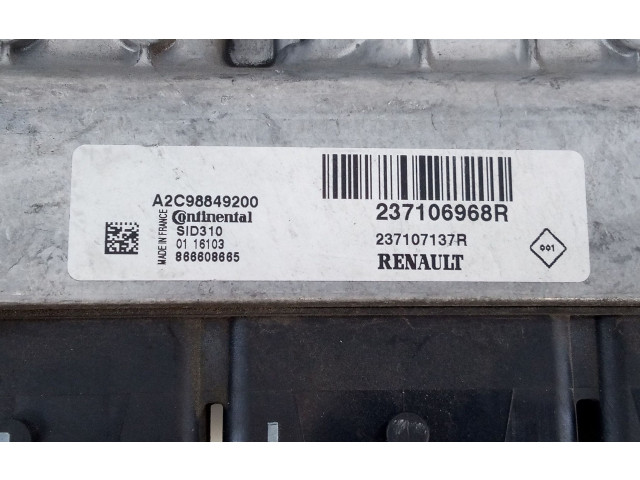 MADE IN FRANCE
A2C98849200
Continental
SID310
01 16103
866608665
237106968R
237107137R
RENAULT
001